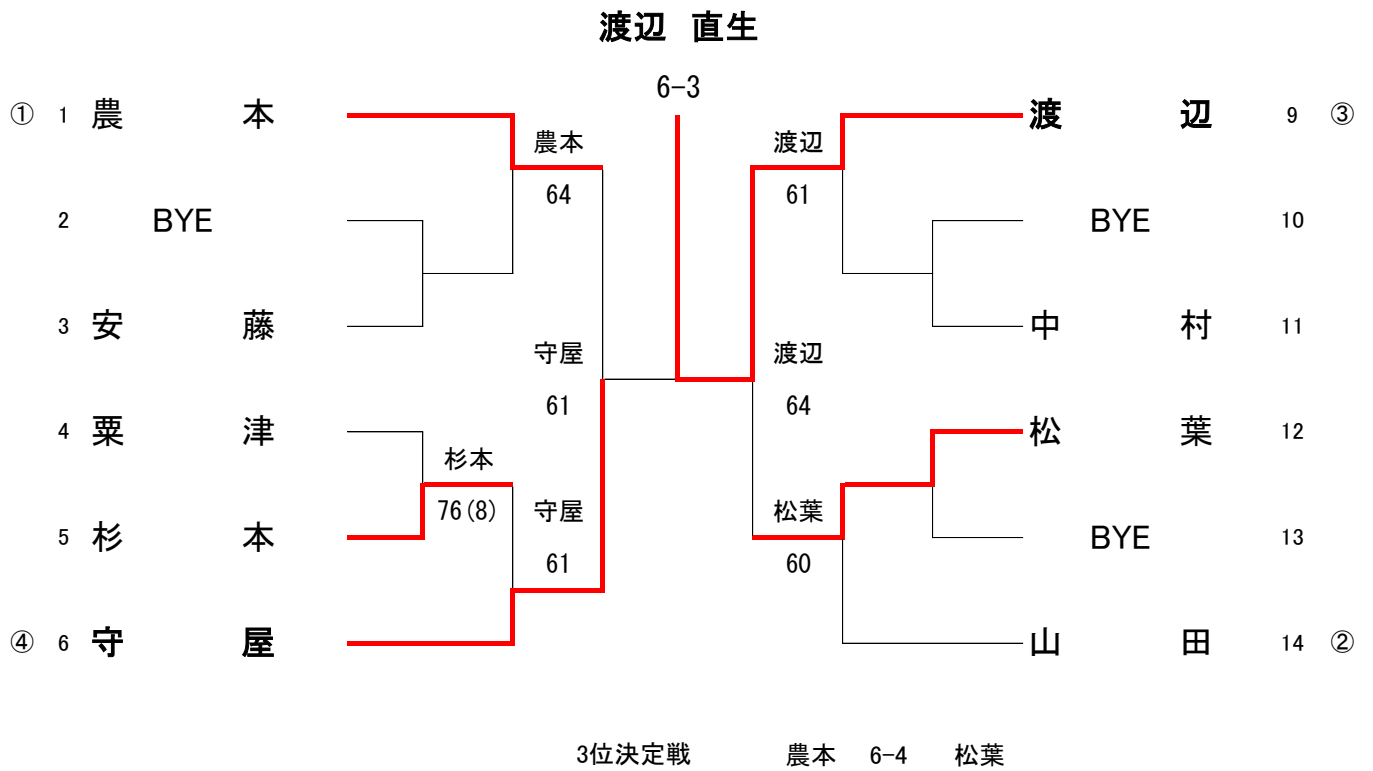 渡辺 直生
6-3
① 1 農 本 渡 辺 9 ③
農本 渡辺
64 61
2 BYE BYE 10
3 安 藤 中 村 11
守屋 渡辺
61 64
4 粟 津 松 葉 12
杉本
76(8) 守屋 松葉
5 杉 本 BYE 13
61 60
④ 6 守 屋 山 田 14 ②
3位決定戦 農本 6-4 松葉